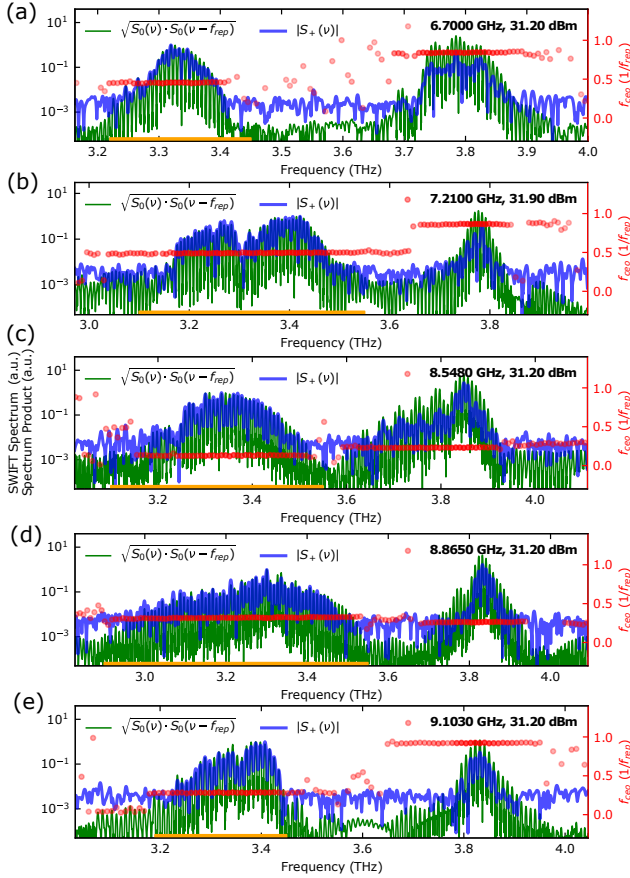 (a)
√S₀(ν)·S₀(ν−f_rep)
|S₊(ν)|
6.7000 GHz, 31.20 dBm
10¹
10⁻¹
10⁻³
1.0
0.5
0.0
f_ceo (1/f_rep)
3.2 3.3 3.4 3.5 3.6 3.7 3.8 3.9 4.0
Frequency (THz)
(b)
√S₀(ν)·S₀(ν−f_rep)
|S₊(ν)|
7.2100 GHz, 31.90 dBm
10¹
10⁻¹
10⁻³
1.0
0.5
0.0
f_ceo (1/f_rep)
3.0 3.2 3.4 3.6 3.8
Frequency (THz)
(c)
√S₀(ν)·S₀(ν−f_rep)
|S₊(ν)|
8.5480 GHz, 31.20 dBm
SWIFT Spectrum (a.u.)
Spectrum Product (a.u.)
10¹
10⁻¹
10⁻³
1.0
0.5
0.0
f_ceo (1/f_rep)
3.2 3.4 3.6 3.8 4.0
Frequency (THz)
(d)
√S₀(ν)·S₀(ν−f_rep)
|S₊(ν)|
8.8650 GHz, 31.20 dBm
10¹
10⁻¹
10⁻³
1.0
0.5
0.0
f_ceo (1/f_rep)
3.0 3.2 3.4 3.6 3.8 4.0
Frequency (THz)
(e)
√S₀(ν)·S₀(ν−f_rep)
|S₊(ν)|
9.1030 GHz, 31.20 dBm
10¹
10⁻¹
10⁻³
1.0
0.5
0.0
f_ceo (1/f_rep)
3.2 3.4 3.6 3.8 4.0
Frequency (THz)